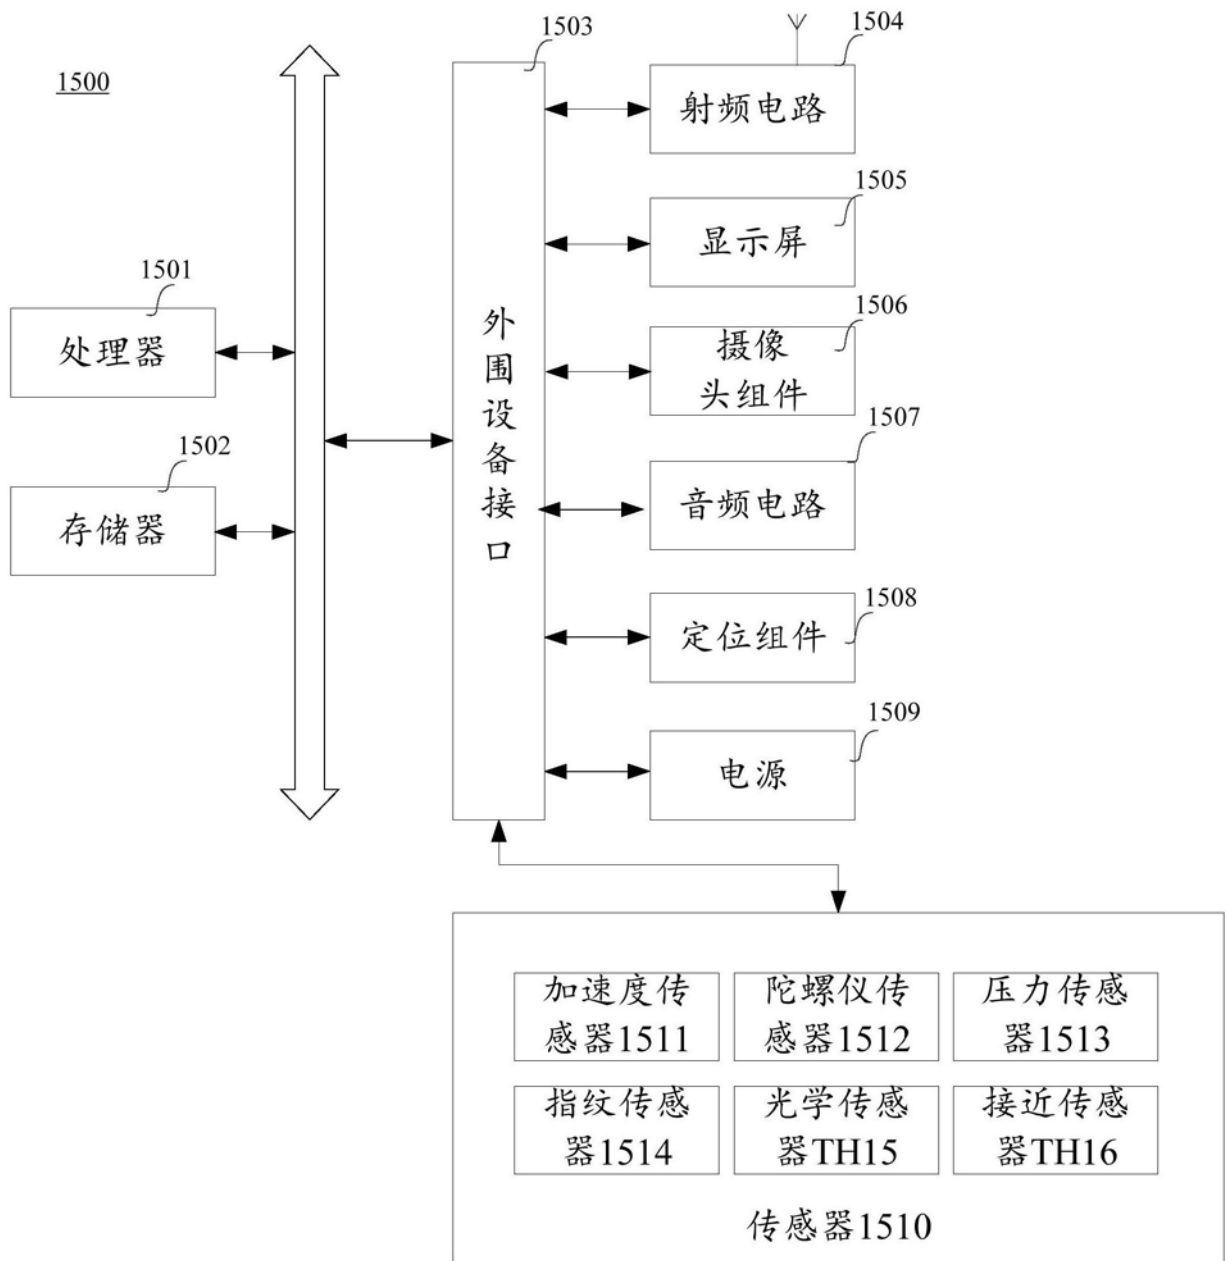 1500
1503
1504
射频电路
1505
显示屏
1501
处理器
1506
摄像
头组件
外围设备接口
1507
音频电路
1502
存储器
1508
定位组件
1509
电源
加速度传
感器1511
陀螺仪传
感器1512
压力传感
器1513
指纹传感
器1514
光学传感
器TH15
接近传感
器TH16
传感器1510